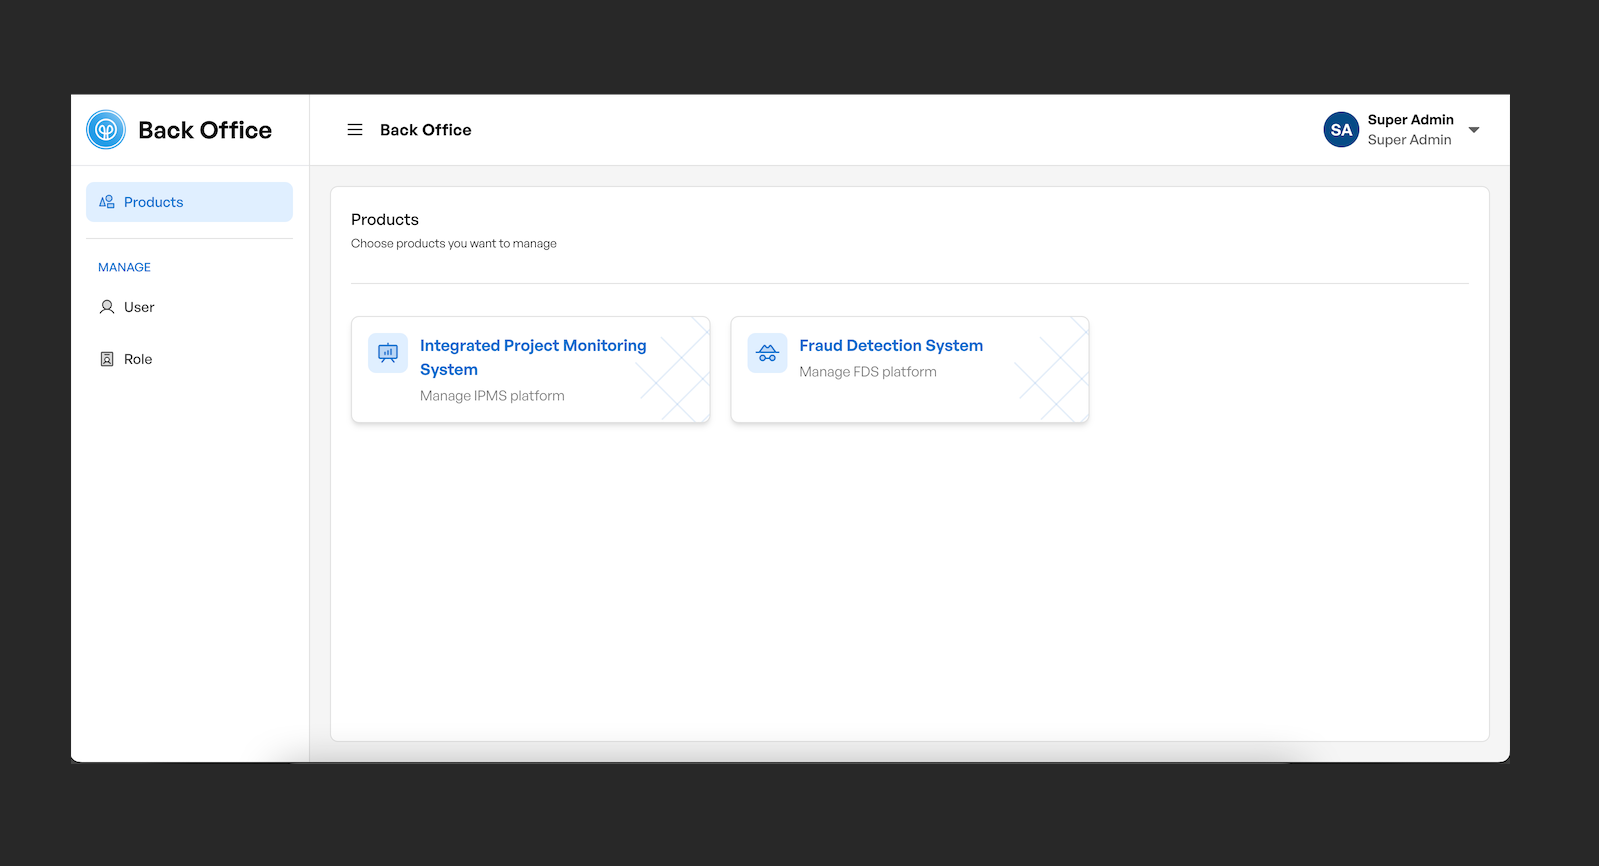 Back Office
Back Office
SA
Super Admin
Super Admin
Products
MANAGE
User
Role
Products
Choose products you want to manage
Integrated Project Monitoring
System
Manage IPMS platform
Fraud Detection System
Manage FDS platform